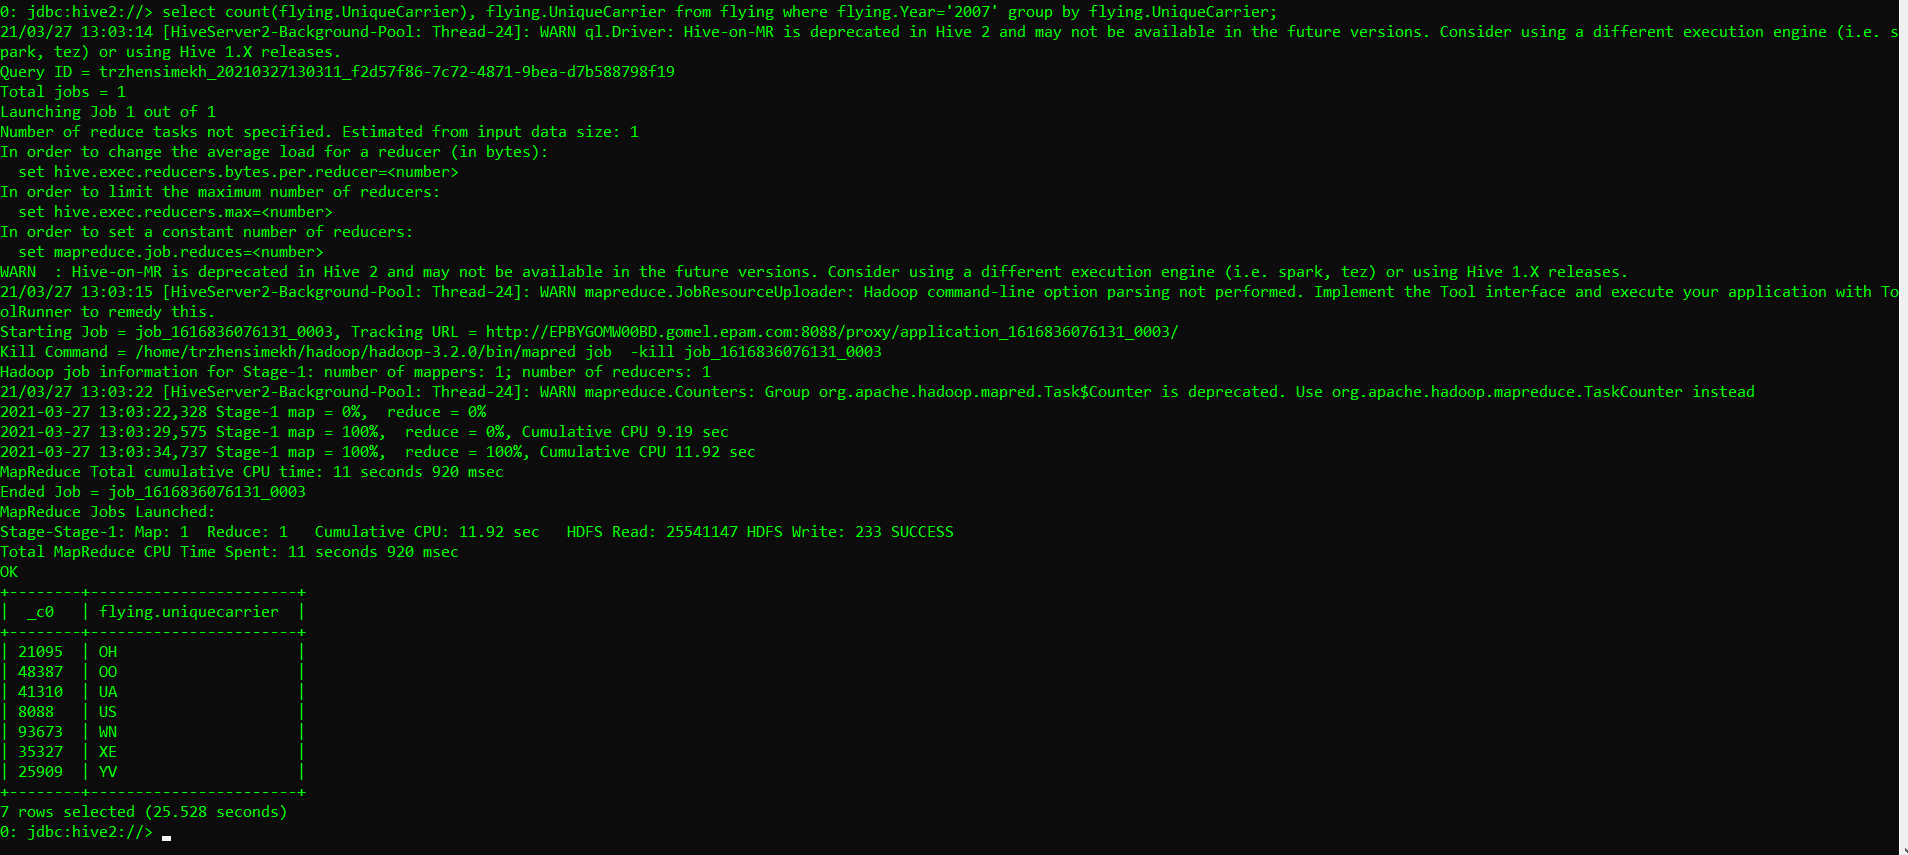 0: jdbc:hive2://> select count(flying.UniqueCarrier), flying.UniqueCarrier from flying where flying.Year='2007' group by flying.UniqueCarrier;
21/03/27 13:03:14 [HiveServer2-Background-Pool: Thread-24]: WARN ql.Driver: Hive-on-MR is deprecated in Hive 2 and may not be available in the future versions. Consider using a different execution engine (i.e. s
park, tez) or using Hive 1.X releases.
Query ID = trzhensimekh_20210327130311_f2d57f86-7c72-4871-9bea-d7b588798f19
Total jobs = 1
Launching Job 1 out of 1
Number of reduce tasks not specified. Estimated from input data size: 1
In order to change the average load for a reducer (in bytes):
  set hive.exec.reducers.bytes.per.reducer=<number>
In order to limit the maximum number of reducers:
  set hive.exec.reducers.max=<number>
In order to set a constant number of reducers:
  set mapreduce.job.reduces=<number>
WARN  : Hive-on-MR is deprecated in Hive 2 and may not be available in the future versions. Consider using a different execution engine (i.e. spark, tez) or using Hive 1.X releases.
21/03/27 13:03:15 [HiveServer2-Background-Pool: Thread-24]: WARN mapreduce.JobResourceUploader: Hadoop command-line option parsing not performed. Implement the Tool interface and execute your application with To
olRunner to remedy this.
Starting Job = job_1616836076131_0003, Tracking URL = http://EPBYGOMW00BD.gomel.epam.com:8088/proxy/application_1616836076131_0003/
Kill Command = /home/trzhensimekh/hadoop/hadoop-3.2.0/bin/mapred job  -kill job_1616836076131_0003
Hadoop job information for Stage-1: number of mappers: 1; number of reducers: 1
21/03/27 13:03:22 [HiveServer2-Background-Pool: Thread-24]: WARN mapreduce.Counters: Group org.apache.hadoop.mapred.Task$Counter is deprecated. Use org.apache.hadoop.mapreduce.TaskCounter instead
2021-03-27 13:03:22,328 Stage-1 map = 0%,  reduce = 0%
2021-03-27 13:03:29,575 Stage-1 map = 100%,  reduce = 0%, Cumulative CPU 9.19 sec
2021-03-27 13:03:34,737 Stage-1 map = 100%,  reduce = 100%, Cumulative CPU 11.92 sec
MapReduce Total cumulative CPU time: 11 seconds 920 msec
Ended Job = job_1616836076131_0003
MapReduce Jobs Launched:
Stage-Stage-1: Map: 1  Reduce: 1   Cumulative CPU: 11.92 sec   HDFS Read: 25541147 HDFS Write: 233 SUCCESS
Total MapReduce CPU Time Spent: 11 seconds 920 msec
OK
+--------+-----------------------+
|  _c0   | flying.uniquecarrier  |
+--------+-----------------------+
| 21095  | OH                    |
| 48387  | OO                    |
| 41310  | UA                    |
| 8088   | US                    |
| 93673  | WN                    |
| 35327  | XE                    |
| 25909  | YV                    |
+--------+-----------------------+
7 rows selected (25.528 seconds)
0: jdbc:hive2://>